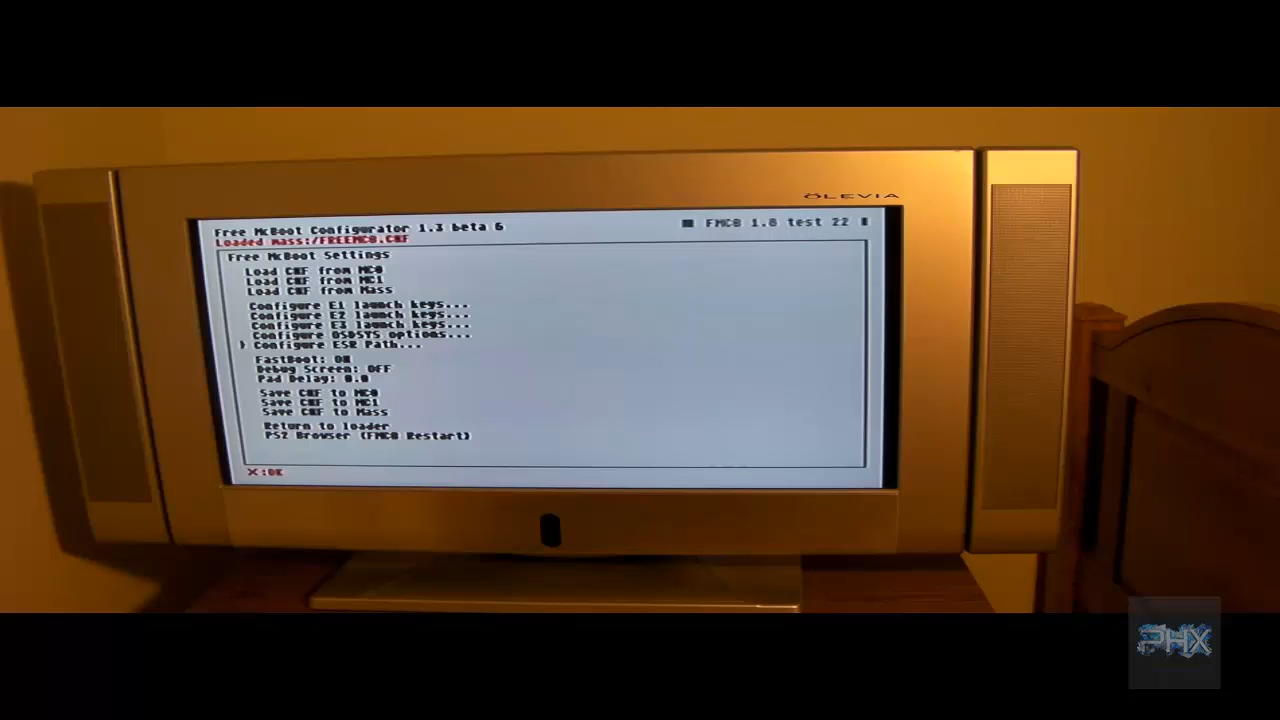 ÖLEVIA
Free McBoot Configurator 1.3 beta 6
FMCB 1.8 test 22
Loaded mass:/FREEMCB.CNF
Free McBoot Settings
Load CNF from MC0
Load CNF from MC1
Load CNF from Mass
Configure E1 launch keys...
Configure E2 launch keys...
Configure E3 launch keys...
Configure OSDSYS options...
Configure ESR Path...
FastBoot: ON
Debug Screen: OFF
Pad Delay: 0.0
Save CNF to MC0
Save CNF to MC1
Save CNF to Mass
Return to loader
PS2 Browser (FMCB Restart)
X:OK
PHX